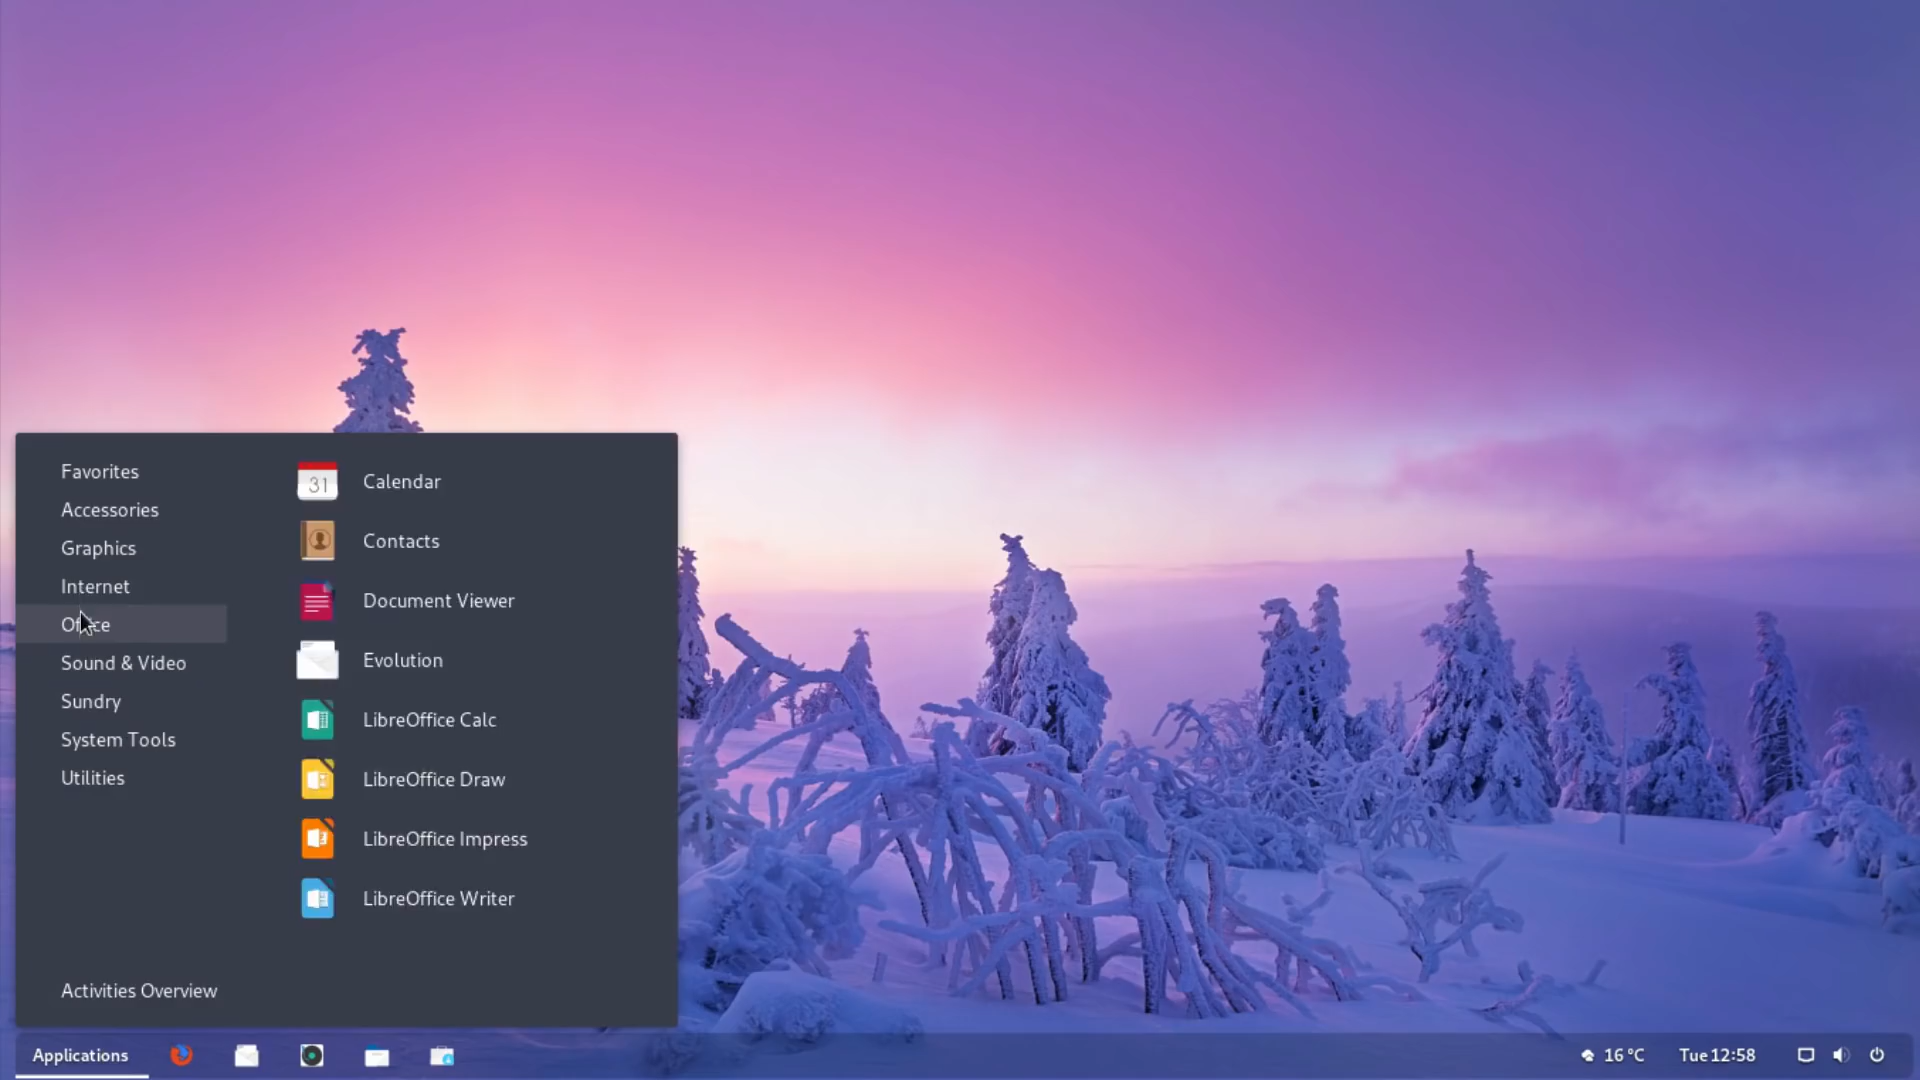 Favorites
Accessories
Graphics
Internet
Office
Sound & Video
Sundry
System Tools
Utilities
Activities Overview
31
Calendar
Contacts
Document Viewer
Evolution
LibreOffice Calc
LibreOffice Draw
LibreOffice Impress
LibreOffice Writer
Applications
16 °C
Tue 12:58